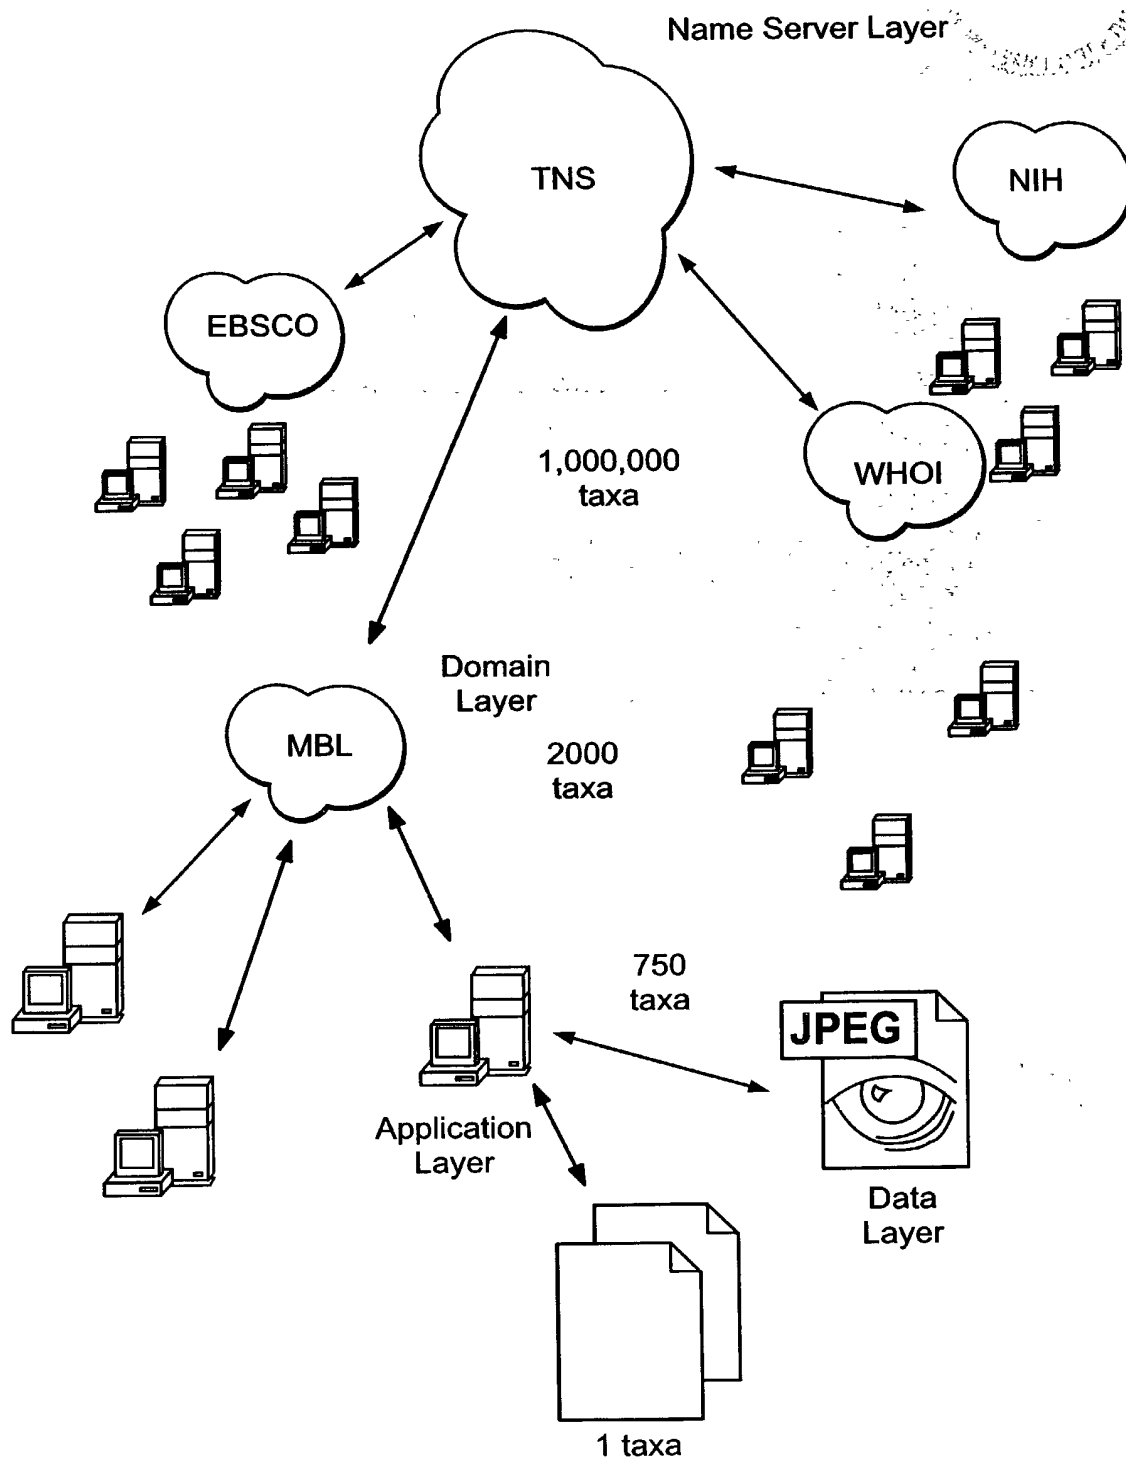 Name Server Layer
TNS
NIH
EBSCO
1,000,000
taxa
WHOI
Domain
Layer
MBL
2000
taxa
750
taxa
JPEG
Application
Layer
Data
Layer
1 taxa